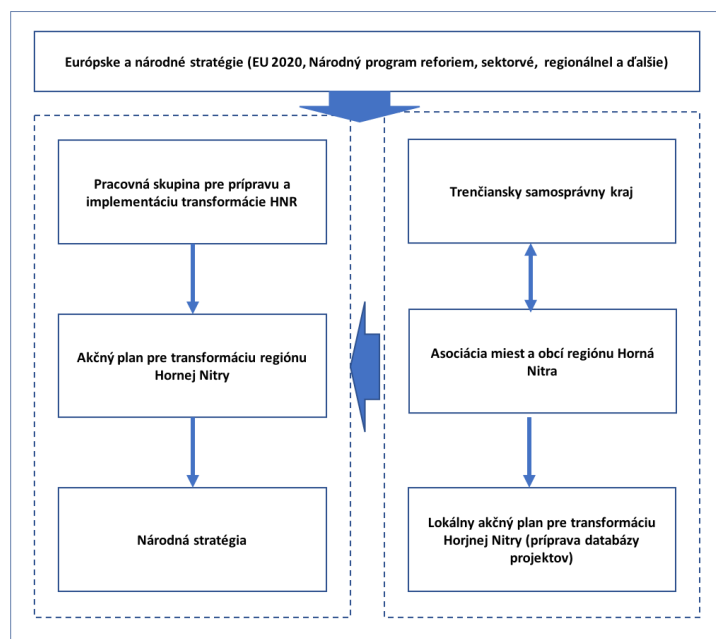 Európske a národné stratégie (EU 2020, Národný program reforiem, sektorvé, regionálnel a ďalšie)
Pracovná skupina pre prípravu a
implementáciu transformácie HNR
Akčný plan pre transformáciu regiónu
Hornej Nitry
Národná stratégia
Trenčiansky samosprávny kraj
Asociácia miest a obcí regiónu Horná
Nitra
Lokálny akčný plan pre transformáciu
Horjnej Nitry (príprava databázy
projektov)